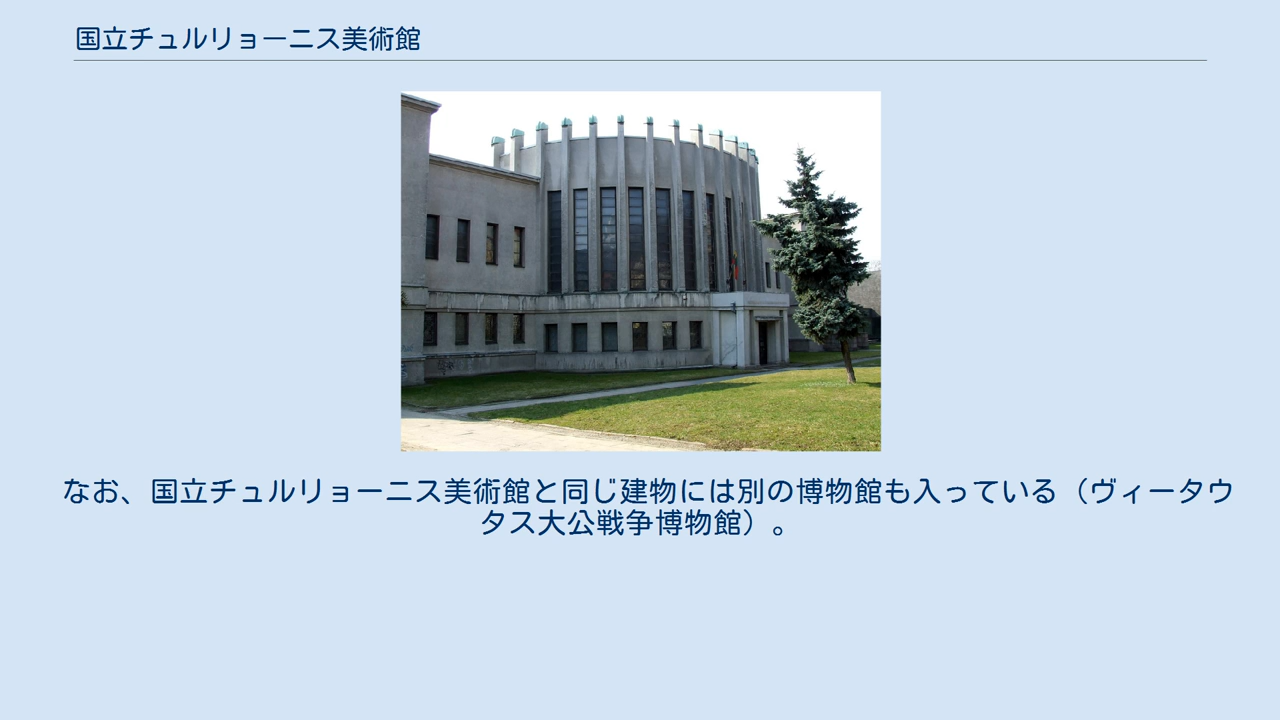 国立チュルリョーニス美術館
なお、国立チュルリョーニス美術館と同じ建物には別の博物館も入っている（ヴィータウ
タス大公戦争博物館）。